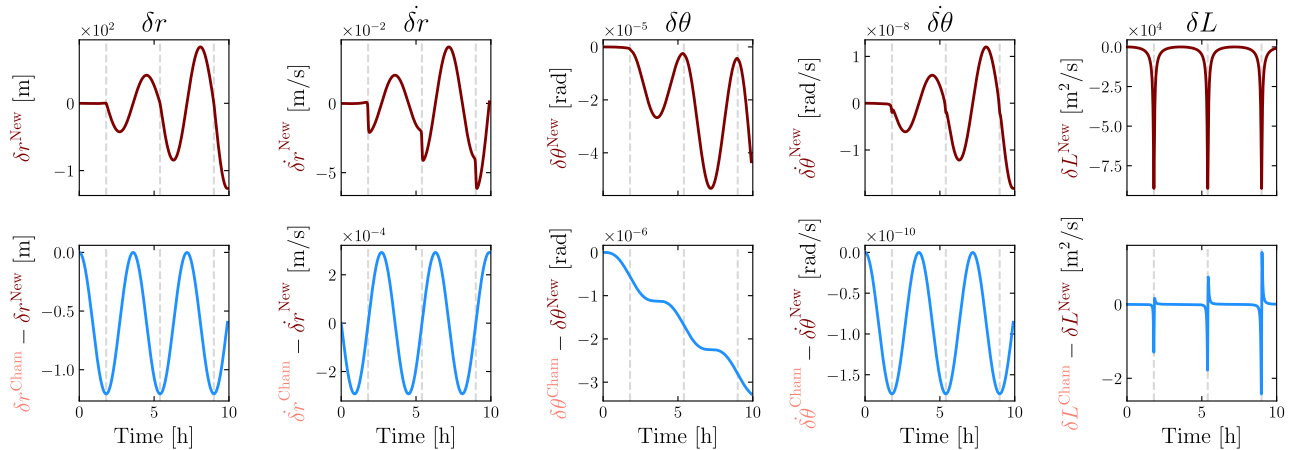 δr
δṙ
δθ
δθ̇
δL
×10²
×10⁻²
×10⁻⁵
×10⁻⁸
×10⁴
δr^New [m]
0
−1
δṙ^New [m/s]
0.0
−2.5
−5.0
δθ^New [rad]
0
−2
−4
δθ̇^New [rad/s]
1
0
−1
δL^New [m²/s]
0.0
−2.5
−5.0
−7.5
×10⁻⁴
×10⁻⁶
×10⁻¹⁰
δr^Cham − δr^New [m]
0.0
−0.5
−1.0
δṙ^Cham − δṙ^New [m/s]
2
0
−2
δθ^Cham − δθ^New [rad]
0
−1
−2
−3
δθ̇^Cham − δθ̇^New [rad/s]
0.0
−0.5
−1.0
−1.5
δL^Cham − δL^New [m²/s]
0
−2
0 5 10
0 5 10
0 5 10
0 5 10
0 5 10
Time [h]
Time [h]
Time [h]
Time [h]
Time [h]